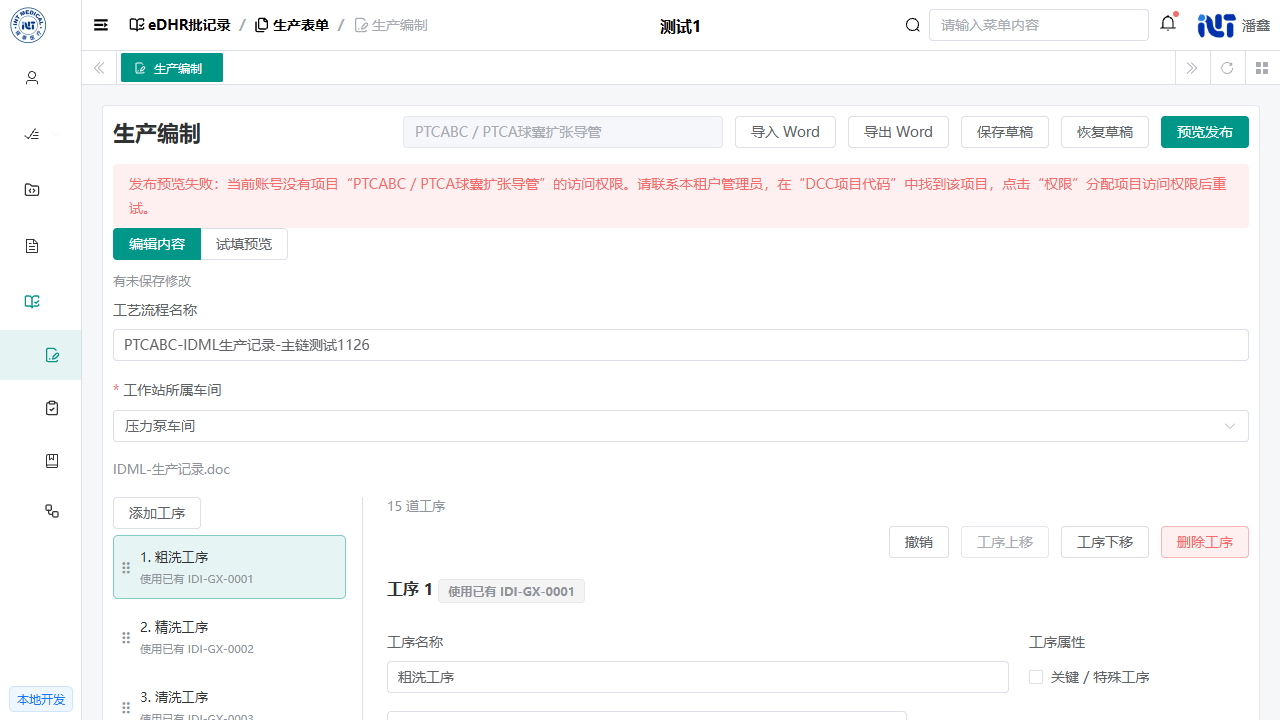 eDHR批记录 / 生产表单 / 生产编制
测试1
请输入菜单内容
潘鑫
生产编制
生产编制
PTCABC / PTCA球囊扩张导管
导入 Word
导出 Word
保存草稿
恢复草稿
预览发布
发布预览失败：当前账号没有项目“PTCABC / PTCA球囊扩张导管”的访问权限。请联系本租户管理员，在“DCC项目代码”中找到该项目，点击“权限”分配项目访问权限后重
试。
编辑内容
试填预览
有未保存修改
工艺流程名称
PTCABC-IDML生产记录-主链测试1126
* 工作站所属车间
压力泵车间
IDML-生产记录.doc
添加工序
15 道工序
撤销
工序上移
工序下移
删除工序
1. 粗洗工序
使用已有 IDI-GX-0001
2. 精洗工序
使用已有 IDI-GX-0002
3. 清洗工序
使用已有 IDI-GX-0003
工序 1
使用已有 IDI-GX-0001
工序名称
工序属性
粗洗工序
关键 / 特殊工序
本地开发